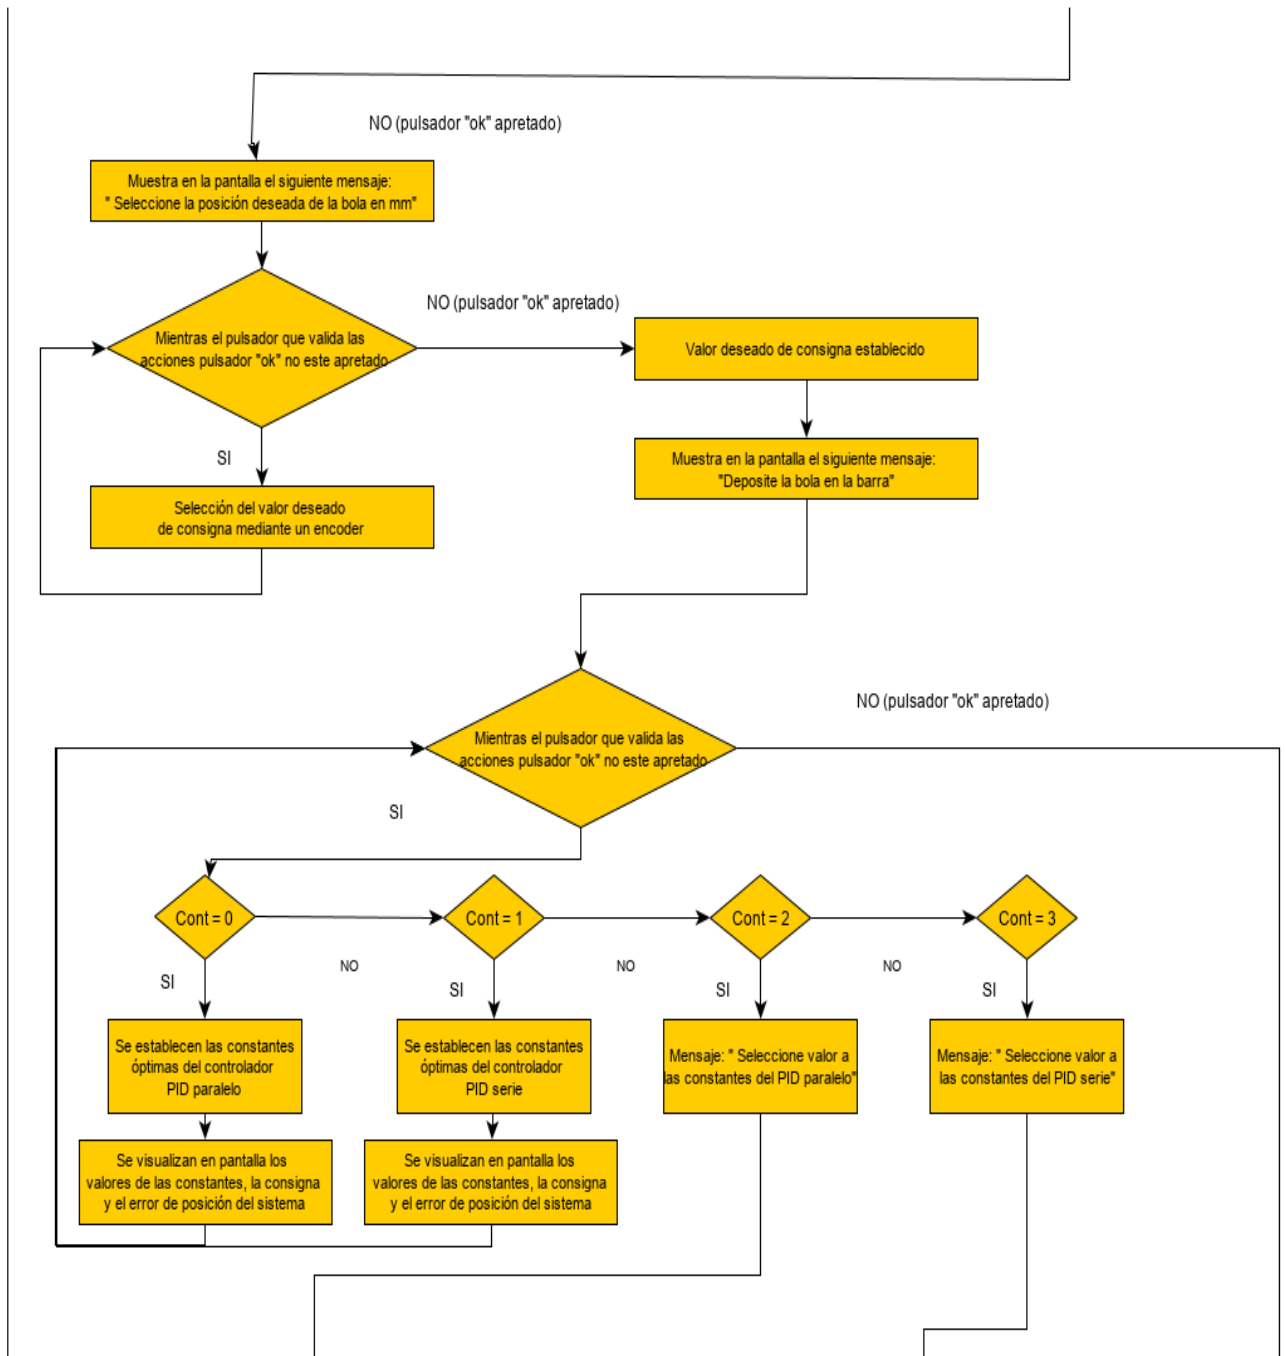 NO (pulsador "ok" apretado)
Muestra en la pantalla el siguiente mensaje:
" Seleccione la posición deseada de la bola en mm"
Mientras el pulsador que valida las
acciones pulsador "ok" no este apretado
NO (pulsador "ok" apretado)
Valor deseado de consigna establecido
SI
Muestra en la pantalla el siguiente mensaje:
"Deposite la bola en la barra"
Selección del valor deseado
de consigna mediante un encoder
Mientras el pulsador que valida las
acciones pulsador "ok" no este apretado
NO (pulsador "ok" apretado)
SI
Cont = 0
Cont = 1
Cont = 2
Cont = 3
SI
NO
SI
NO
SI
NO
SI
Se establecen las constantes
óptimas del controlador
PID paralelo
Se establecen las constantes
óptimas del controlador
PID serie
Mensaje: " Seleccione valor a
las constantes del PID paralelo"
Mensaje: " Seleccione valor a
las constantes del PID serie"
Se visualizan en pantalla los
valores de las constantes, la consigna
y el error de posición del sistema
Se visualizan en pantalla los
valores de las constantes, la consigna
y el error de posición del sistema